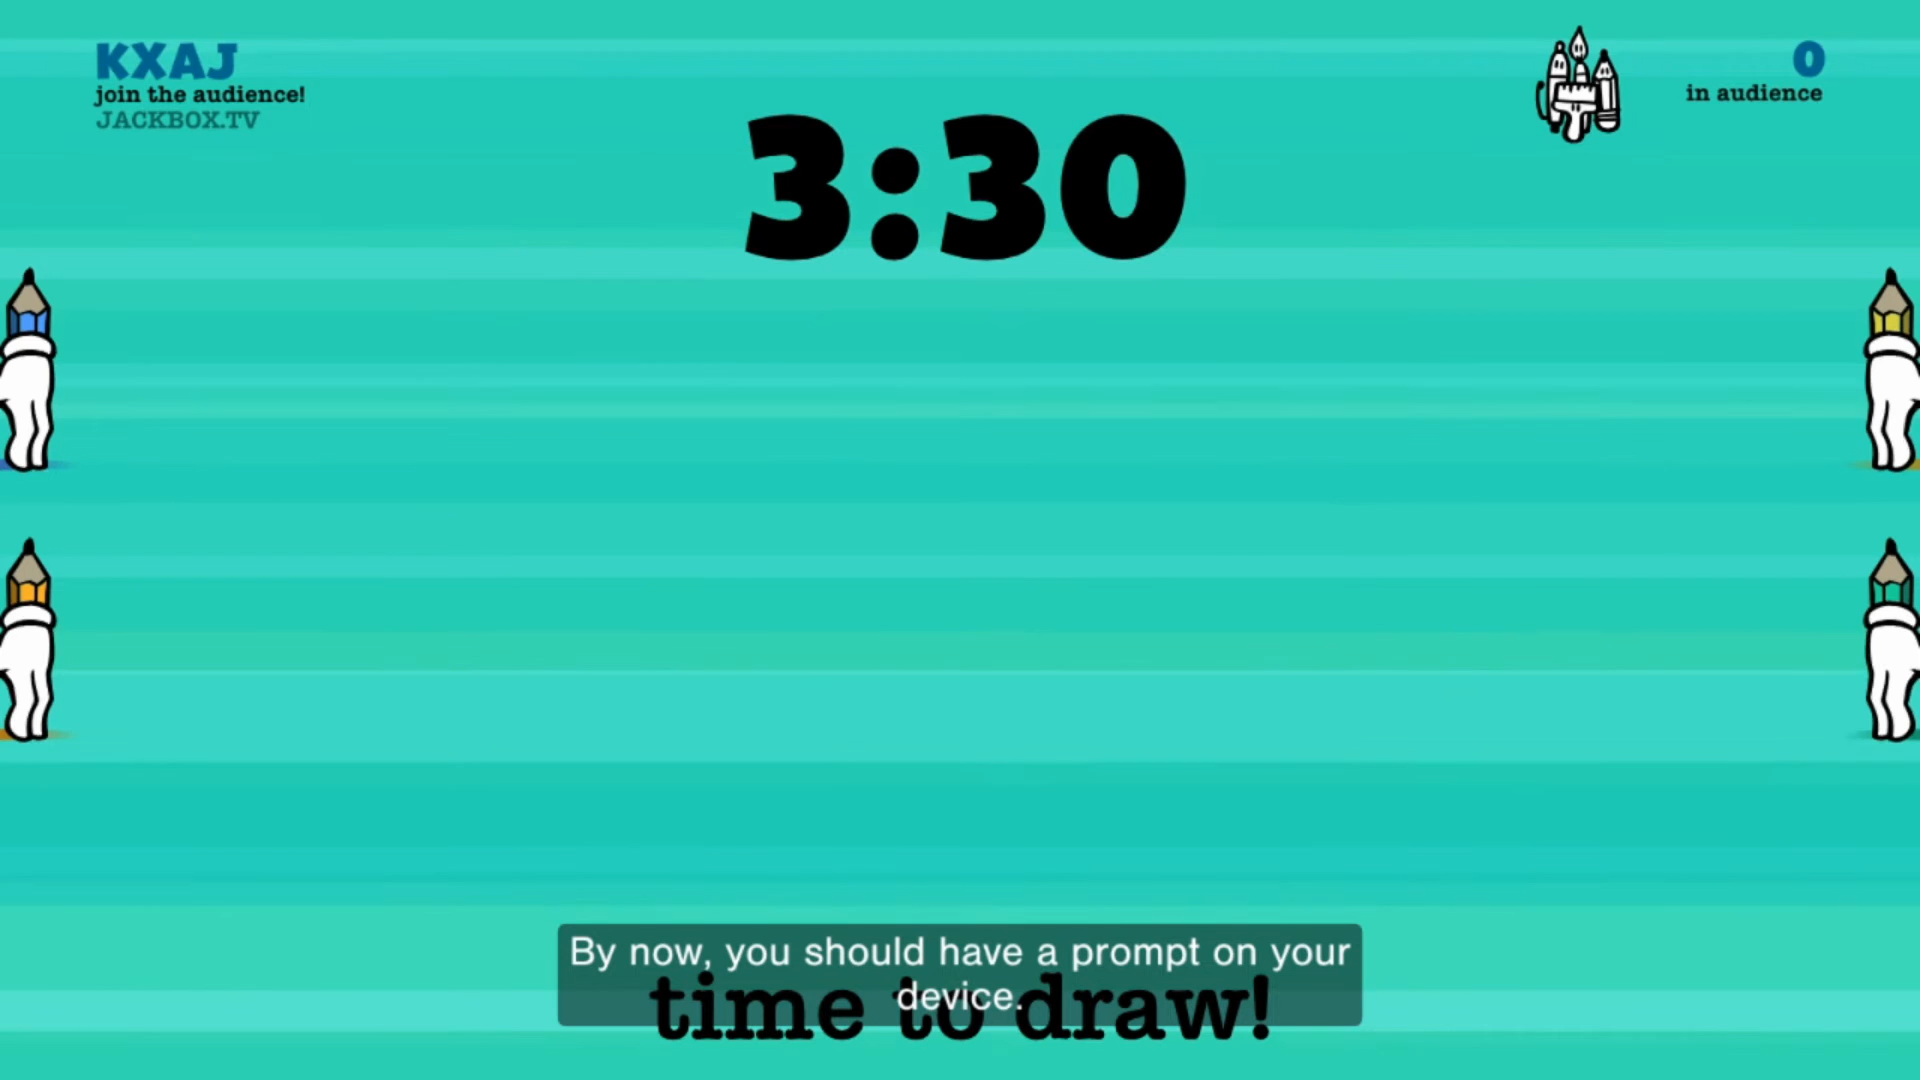 KXAJ
join the audience!
JACKBOX.TV
0
in audience
3:30
By now, you should have a prompt on your
device.
time to draw!